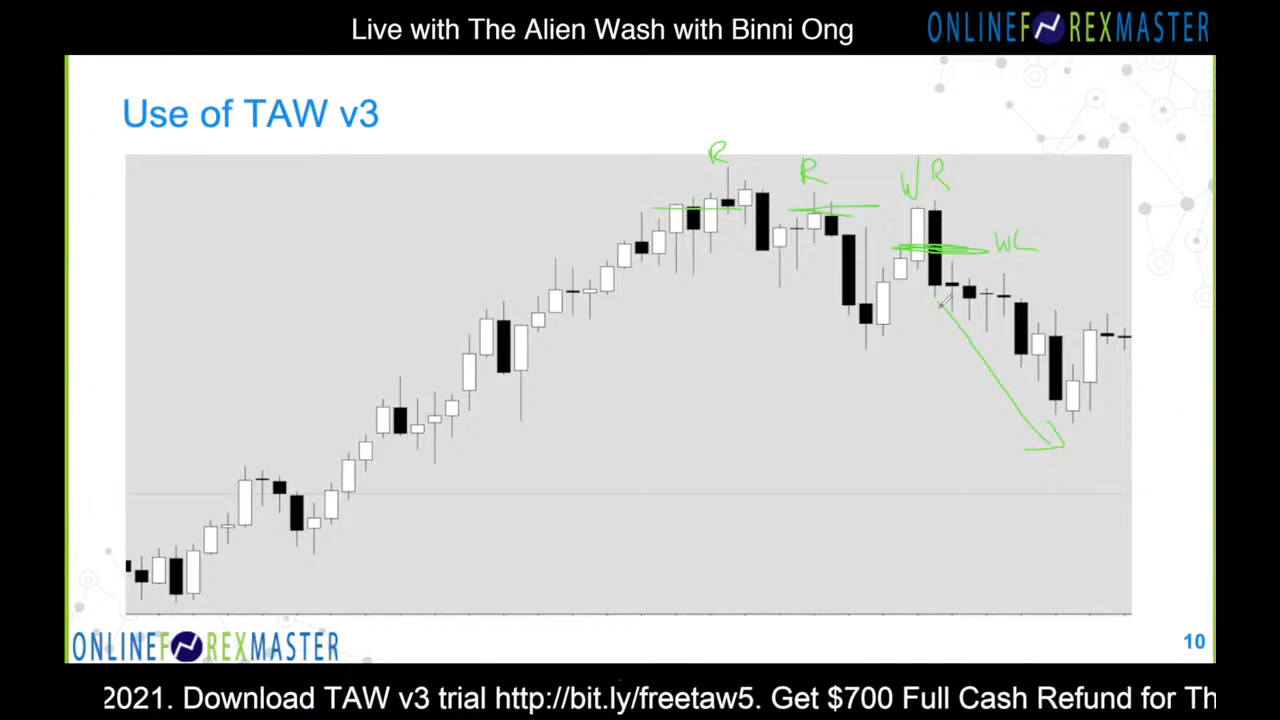 Live with The Alien Wash with Binni Ong
ONLINEFOREXMASTER
Use of TAW v3
R
R
W R
WL
ONLINEFOREXMASTER
10
2021. Download TAW v3 trial http://bit.ly/freetaw5. Get $700 Full Cash Refund for Th